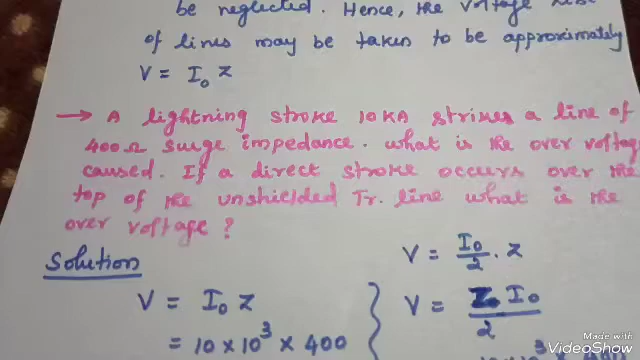 be neglected. Hence, the voltage
of lines may be taken to be approximately
V = I₀ Z
→ A lightning stroke 10KA strikes a line of
400Ω surge impedance. what is the over voltag
caused. If a direct stroke occurs over the
top of the unshielded Tr. line what is the
over voltage?
Solution
V = I₀ Z
= 10 × 10³ × 400
V = I₀/2 . Z
V = Z₀ I₀ / 2
Made With
VideoShow